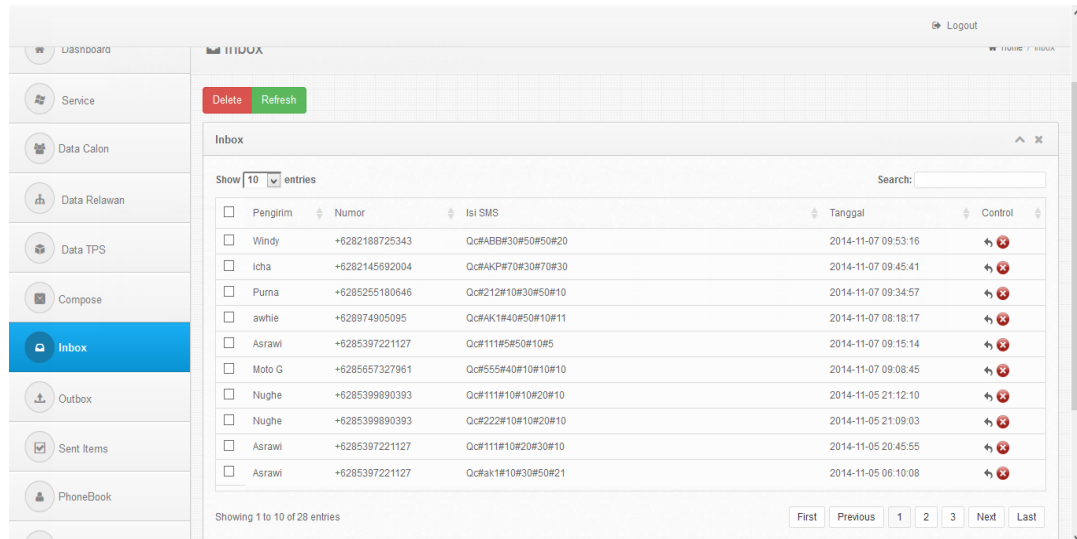 Logout
Dashboard
Inbox
Home / Inbox
Service
Data Calon
Data Relawan
Data TPS
Compose
Inbox
Outbox
Sent Items
PhoneBook
Delete Refresh
Inbox
Show 10 entries
Search:
Pengirim Numor Isi SMS Tanggal Control
Windy +6282188725343 Qc#ABB#30#50#50#20 2014-11-07 09:53:16
icha +6282145692004 Qc#AKP#70#30#70#30 2014-11-07 09:45:41
Purna +6285255180646 Qc#212#10#30#50#10 2014-11-07 09:34:57
awhie +628974905095 Qc#AK1#40#50#10#11 2014-11-07 08:18:17
Asrawi +6285397221127 Qc#111#5#50#10#5 2014-11-07 09:15:14
Moto G +6285657327961 Qc#555#40#10#10#10 2014-11-07 09:08:45
Nughe +6285399890393 Qc#111#10#10#20#10 2014-11-05 21:12:10
Nughe +6285399890393 Qc#222#10#10#20#10 2014-11-05 21:09:03
Asrawi +6285397221127 Qc#111#10#20#30#10 2014-11-05 20:45:55
Asrawi +6285397221127 Qc#ak1#10#30#50#21 2014-11-05 06:10:08
Showing 1 to 10 of 28 entries
First Previous 1 2 3 Next Last